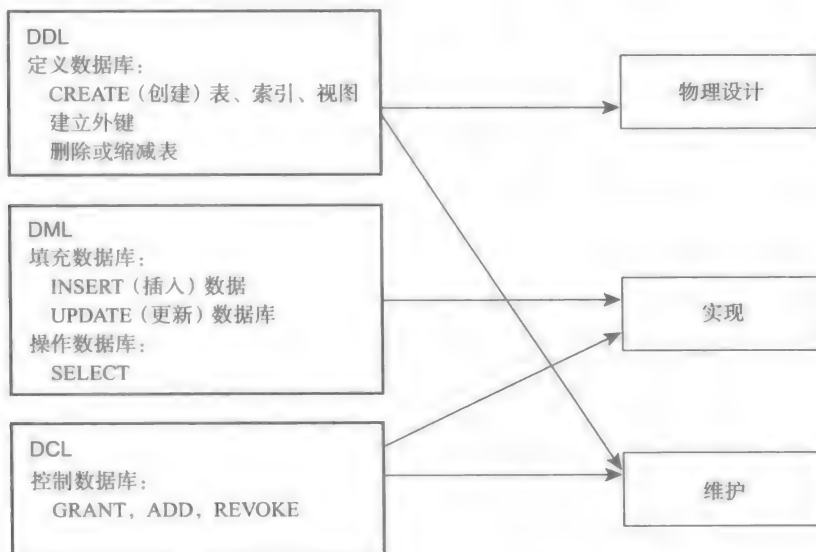 DDL
定义数据库：
CREATE（创建）表、索引、视图
建立外键
删除或缩减表
物理设计
DML
填充数据库：
INSERT（插入）数据
UPDATE（更新）数据库
操作数据库：
SELECT
实现
DCL
控制数据库：
GRANT，ADD，REVOKE
维护